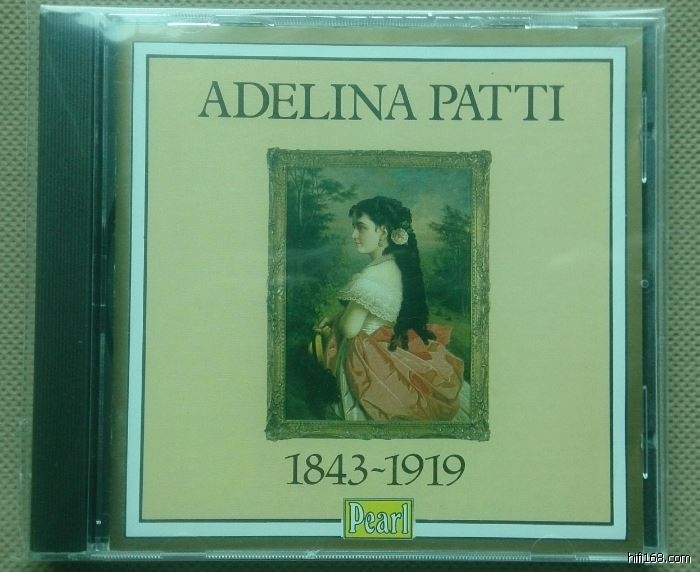 ADELINA PATTI
1843~1919
Pearl
hifi168.com